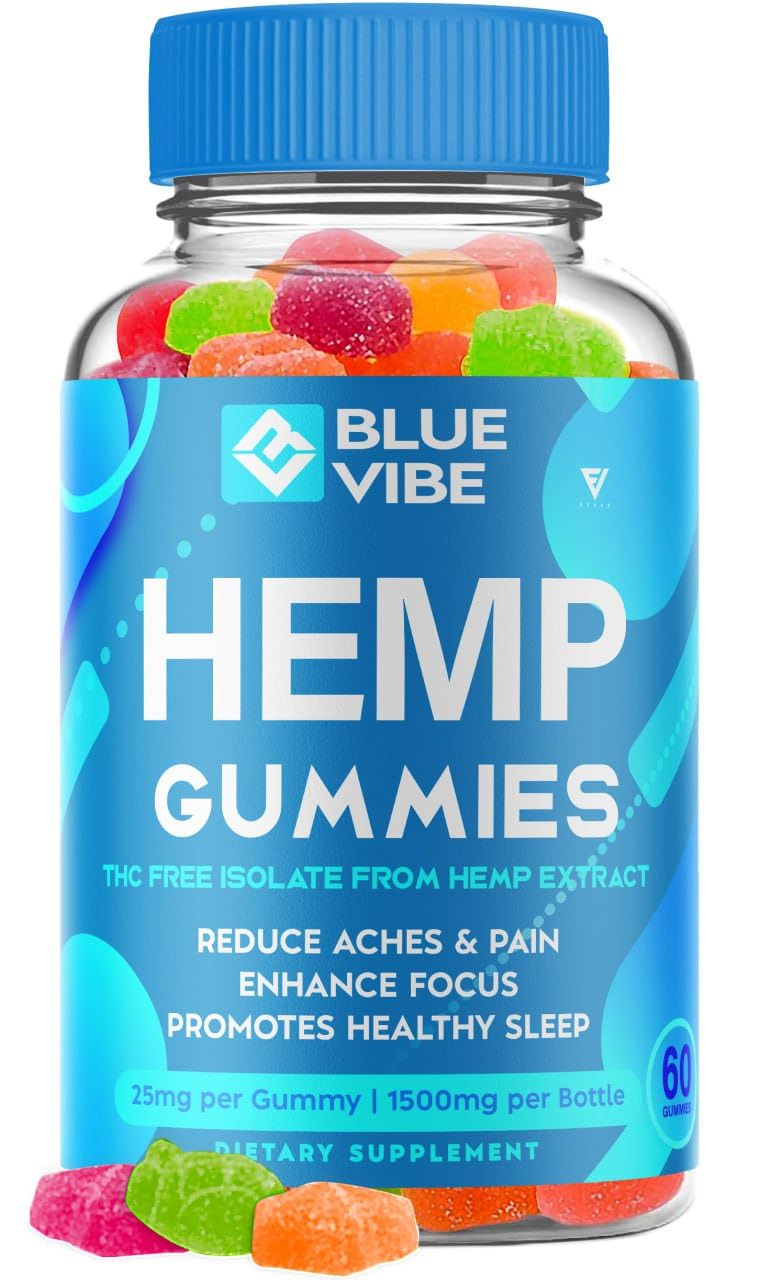 BLUE
VIBE
HEMP
GUMMIES
THC FREE ISOLATE FROM HEMP EXTRACT
REDUCE ACHES & PAIN
ENHANCE FOCUS
PROMOTES HEALTHY SLEEP
25mg per Gummy | 1500mg per Bottle
60
GUMMIES
DIETARY SUPPLEMENT